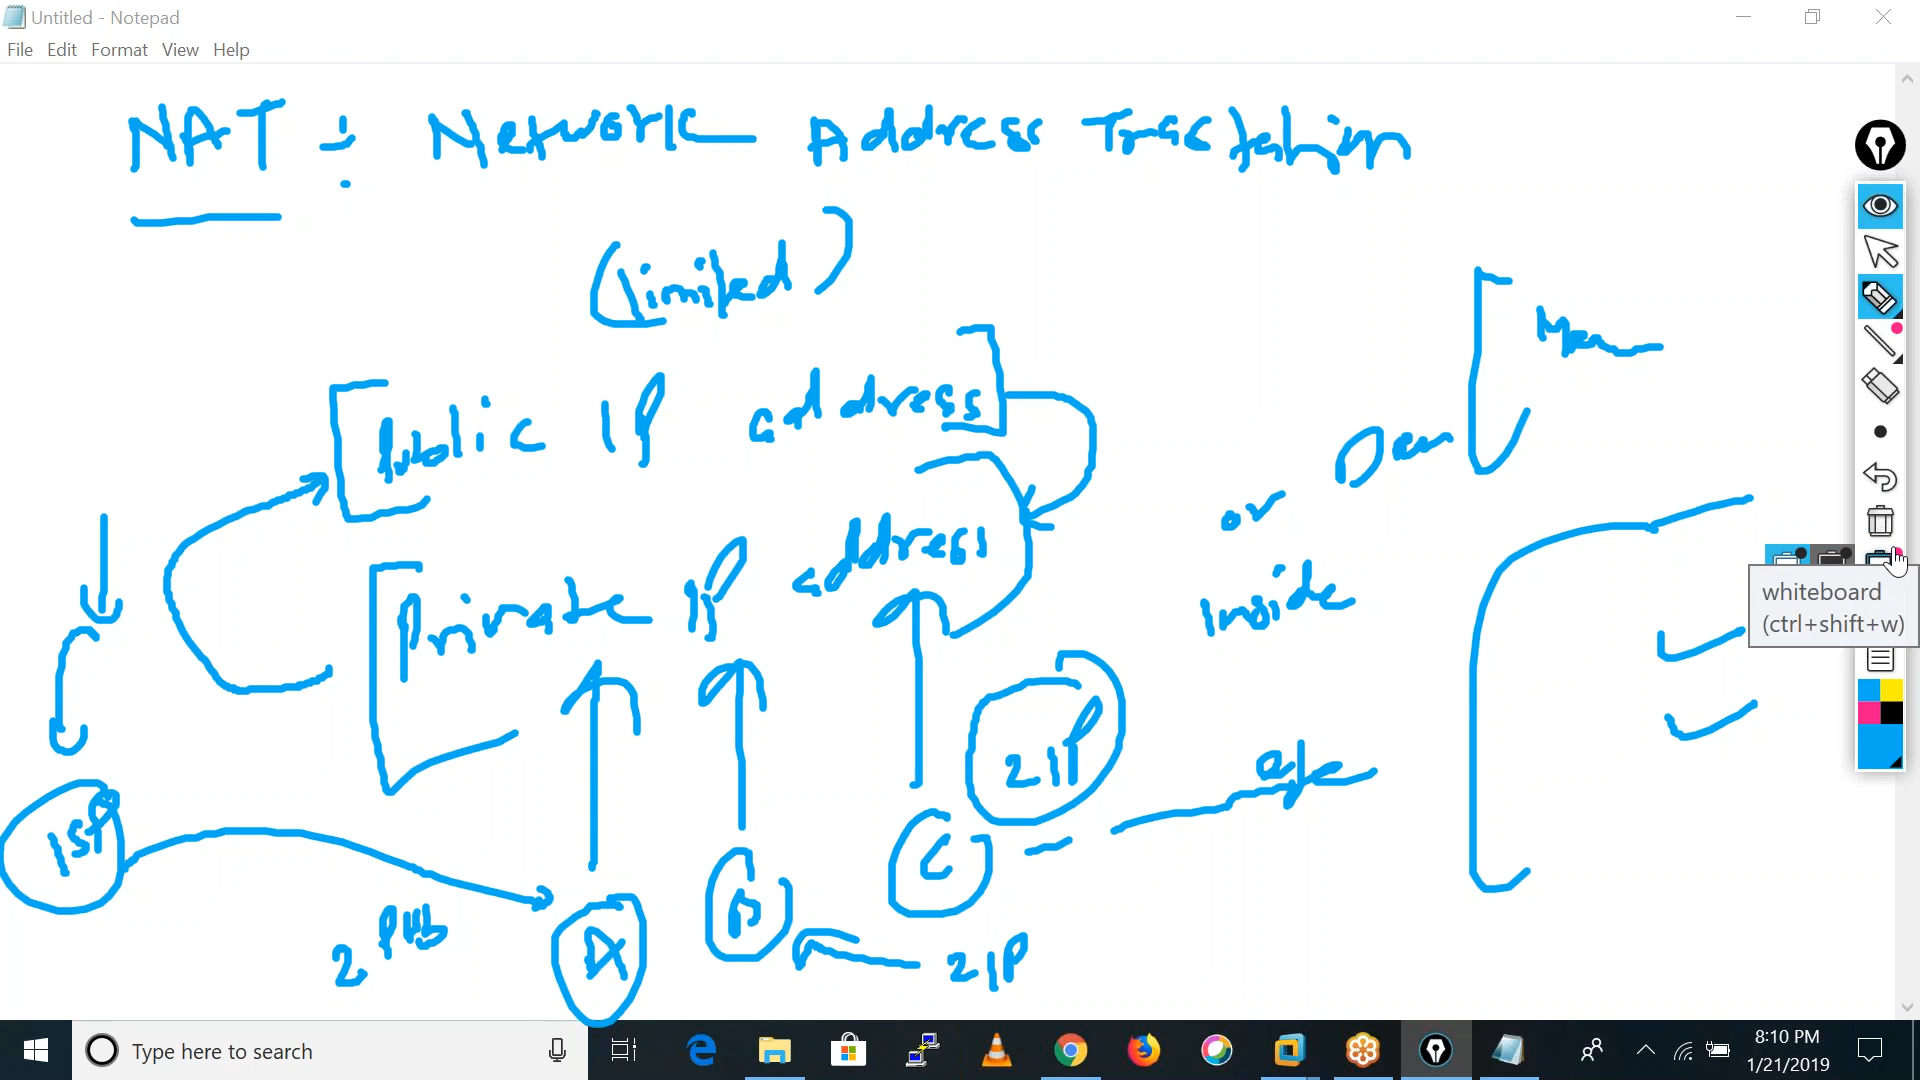 Untitled - Notepad
File Edit Format View Help
NAT : Network Address Translation
(limited)
Public IP address
Private IP address
or
inside
2 IP
ISP
2 Pub
A
B
C
2 IP
whiteboard
(ctrl+shift+w)
Type here to search
8:10 PM
1/21/2019